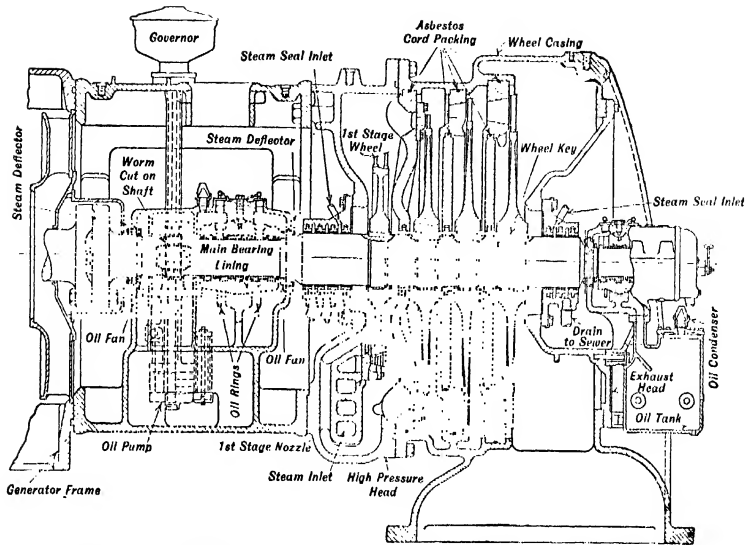 Governor
Asbestos
Cord Packing
Steam Seal Inlet
Wheel Casing
Steam Deflector
Steam Deflector
1st Stage
Wheel
Wheel Key
Worm
Cut on
Shaft
Steam Seal Inlet
Main Bearing
Lining
Oil Fan
Oil Rings
Oil Fan
Drain
to Sewer
Oil Condenser
Exhaust
Head
Oil Tank
Oil Pump
1st Stage Nozzle
Steam Inlet
High Pressure
Head
Generator Frame